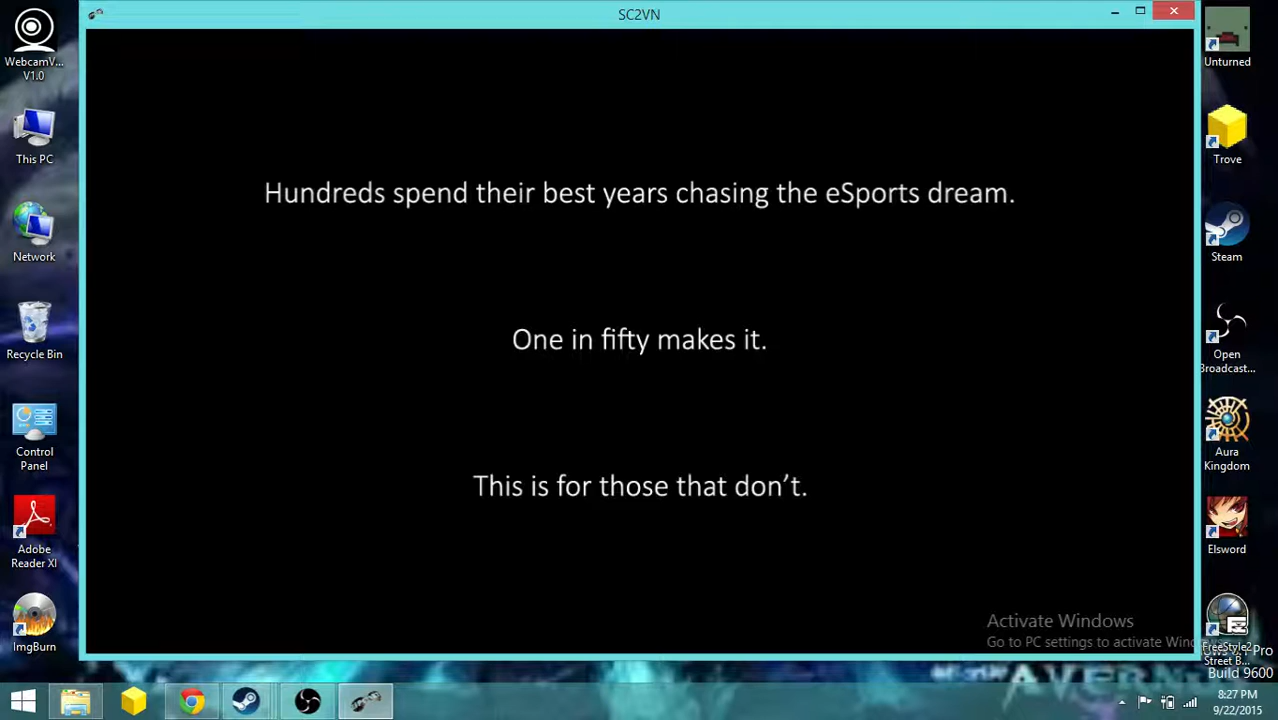 SC2VN
WebcamV...
V1.0
This PC
Network
Recycle Bin
Control
Panel
Adobe
Reader XI
ImgBurn
Hundreds spend their best years chasing the eSports dream.
One in fifty makes it.
This is for those that don’t.
Activate Windows
Go to PC settings to activate Win
Unturned
Trove
Steam
Open
Broadcast...
Aura
Kingdom
Elsword
FreeStyle2
Street B...
Pro
Build 9600
8:27 PM
9/22/2015